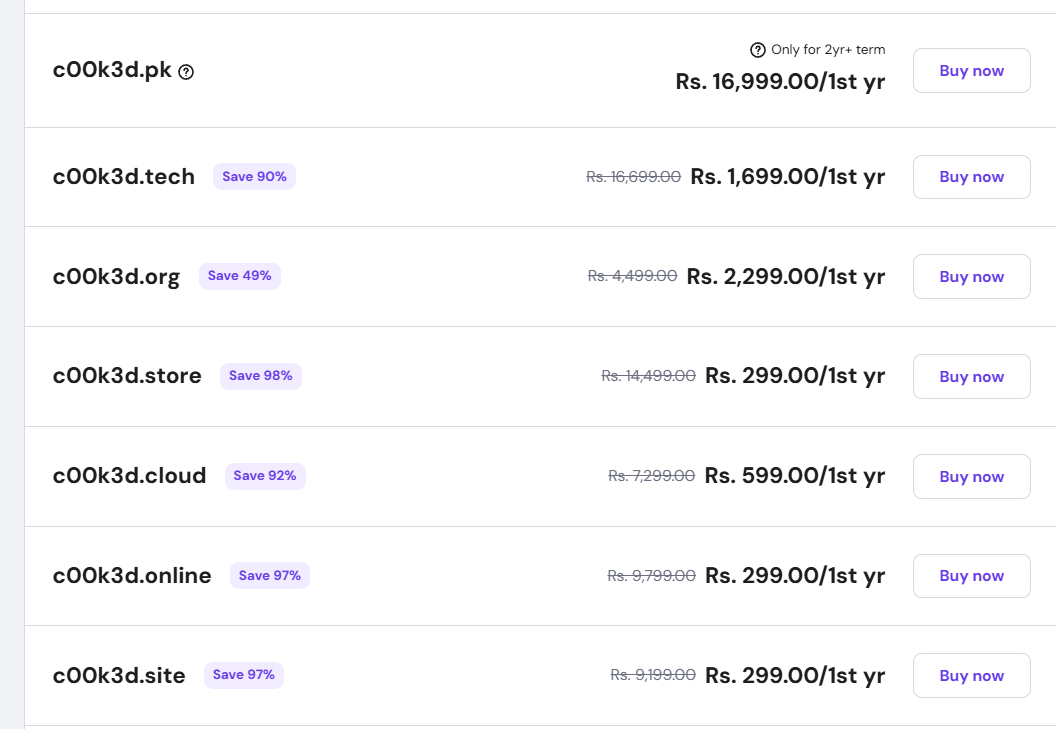 Only for 2yr+ term
c00k3d.pk Rs. 16,999.00/1st yr Buy now
c00k3d.tech Save 90% Rs. 16,699.00 Rs. 1,699.00/1st yr Buy now
c00k3d.org Save 49% Rs. 4,499.00 Rs. 2,299.00/1st yr Buy now
c00k3d.store Save 98% Rs. 14,499.00 Rs. 299.00/1st yr Buy now
c00k3d.cloud Save 92% Rs. 7,299.00 Rs. 599.00/1st yr Buy now
c00k3d.online Save 97% Rs. 9,799.00 Rs. 299.00/1st yr Buy now
c00k3d.site Save 97% Rs. 9,199.00 Rs. 299.00/1st yr Buy now